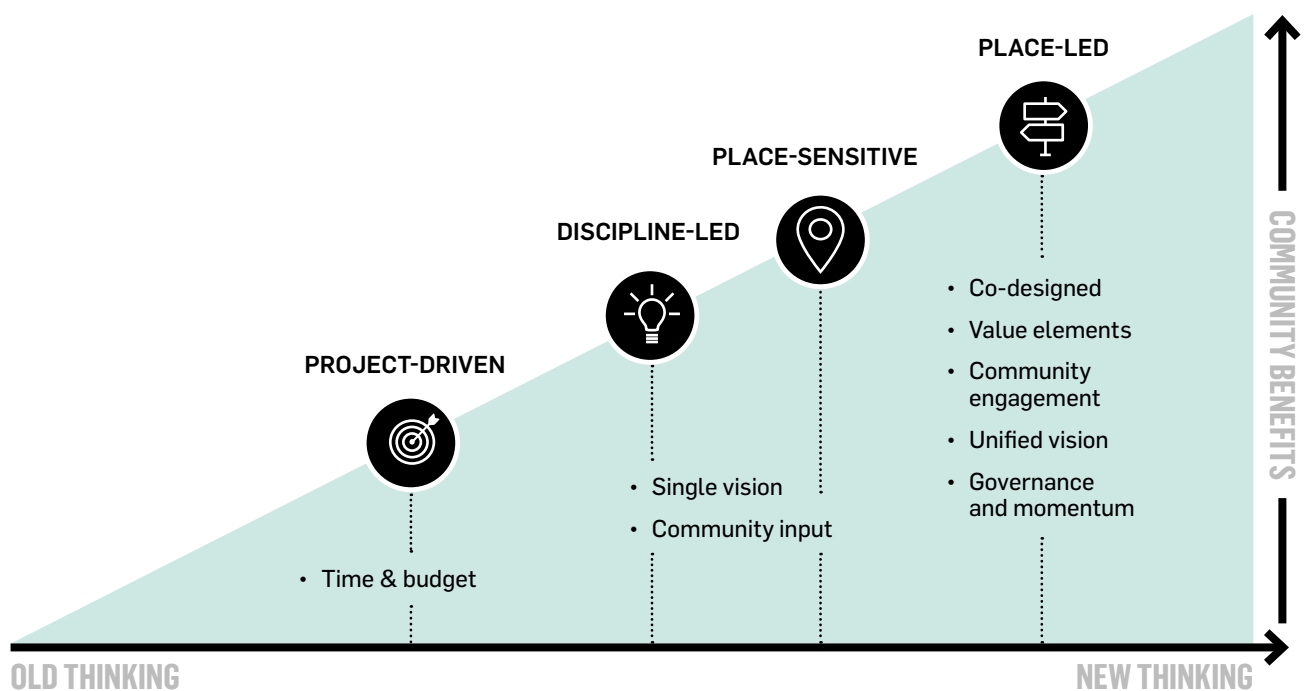 PLACE-LED
PLACE-SENSITIVE
DISCIPLINE-LED
PROJECT-DRIVEN
• Co-designed
• Value elements
• Community
engagement
• Unified vision
• Governance
and momentum
• Single vision
• Community input
• Time & budget
COMMUNITY BENEFITS
OLD THINKING
NEW THINKING